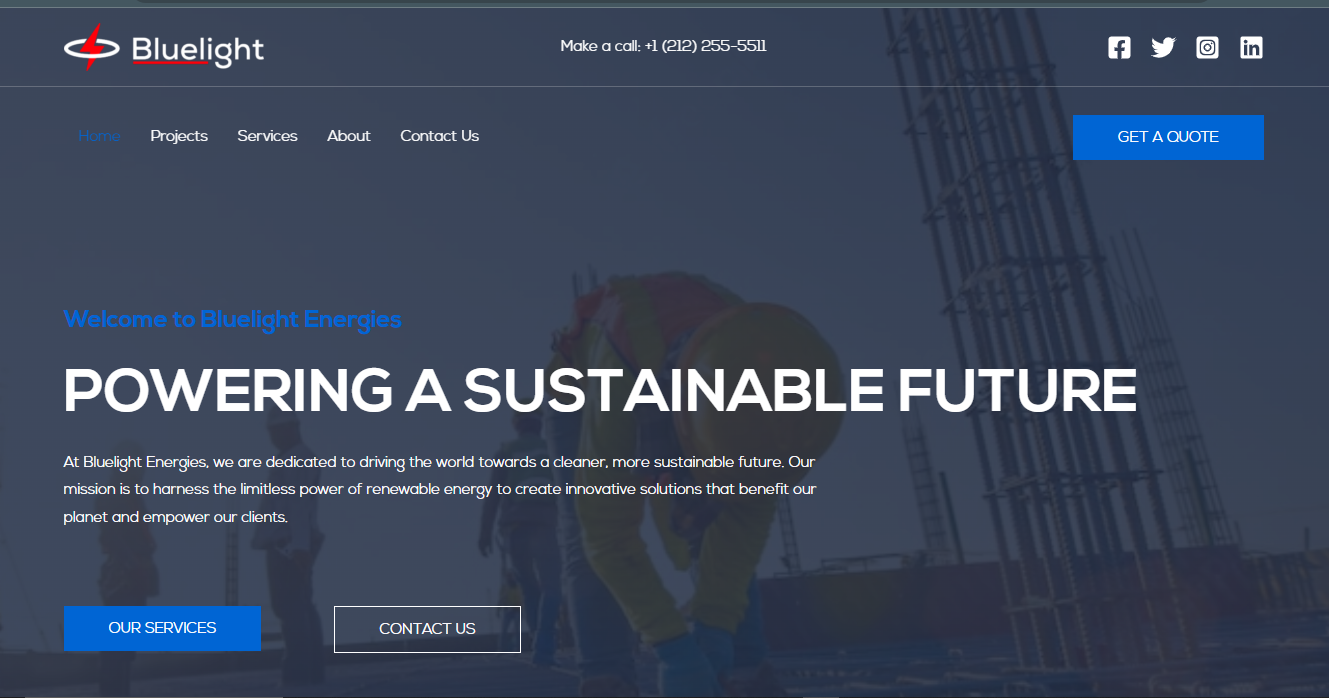 Bluelight
Make a call: +1 (212) 255-5511
Home
Projects
Services
About
Contact Us
GET A QUOTE
Welcome to Bluelight Energies
POWERING A SUSTAINABLE FUTURE
At Bluelight Energies, we are dedicated to driving the world towards a cleaner, more sustainable future. Our
mission is to harness the limitless power of renewable energy to create innovative solutions that benefit our
planet and empower our clients.
OUR SERVICES
CONTACT US